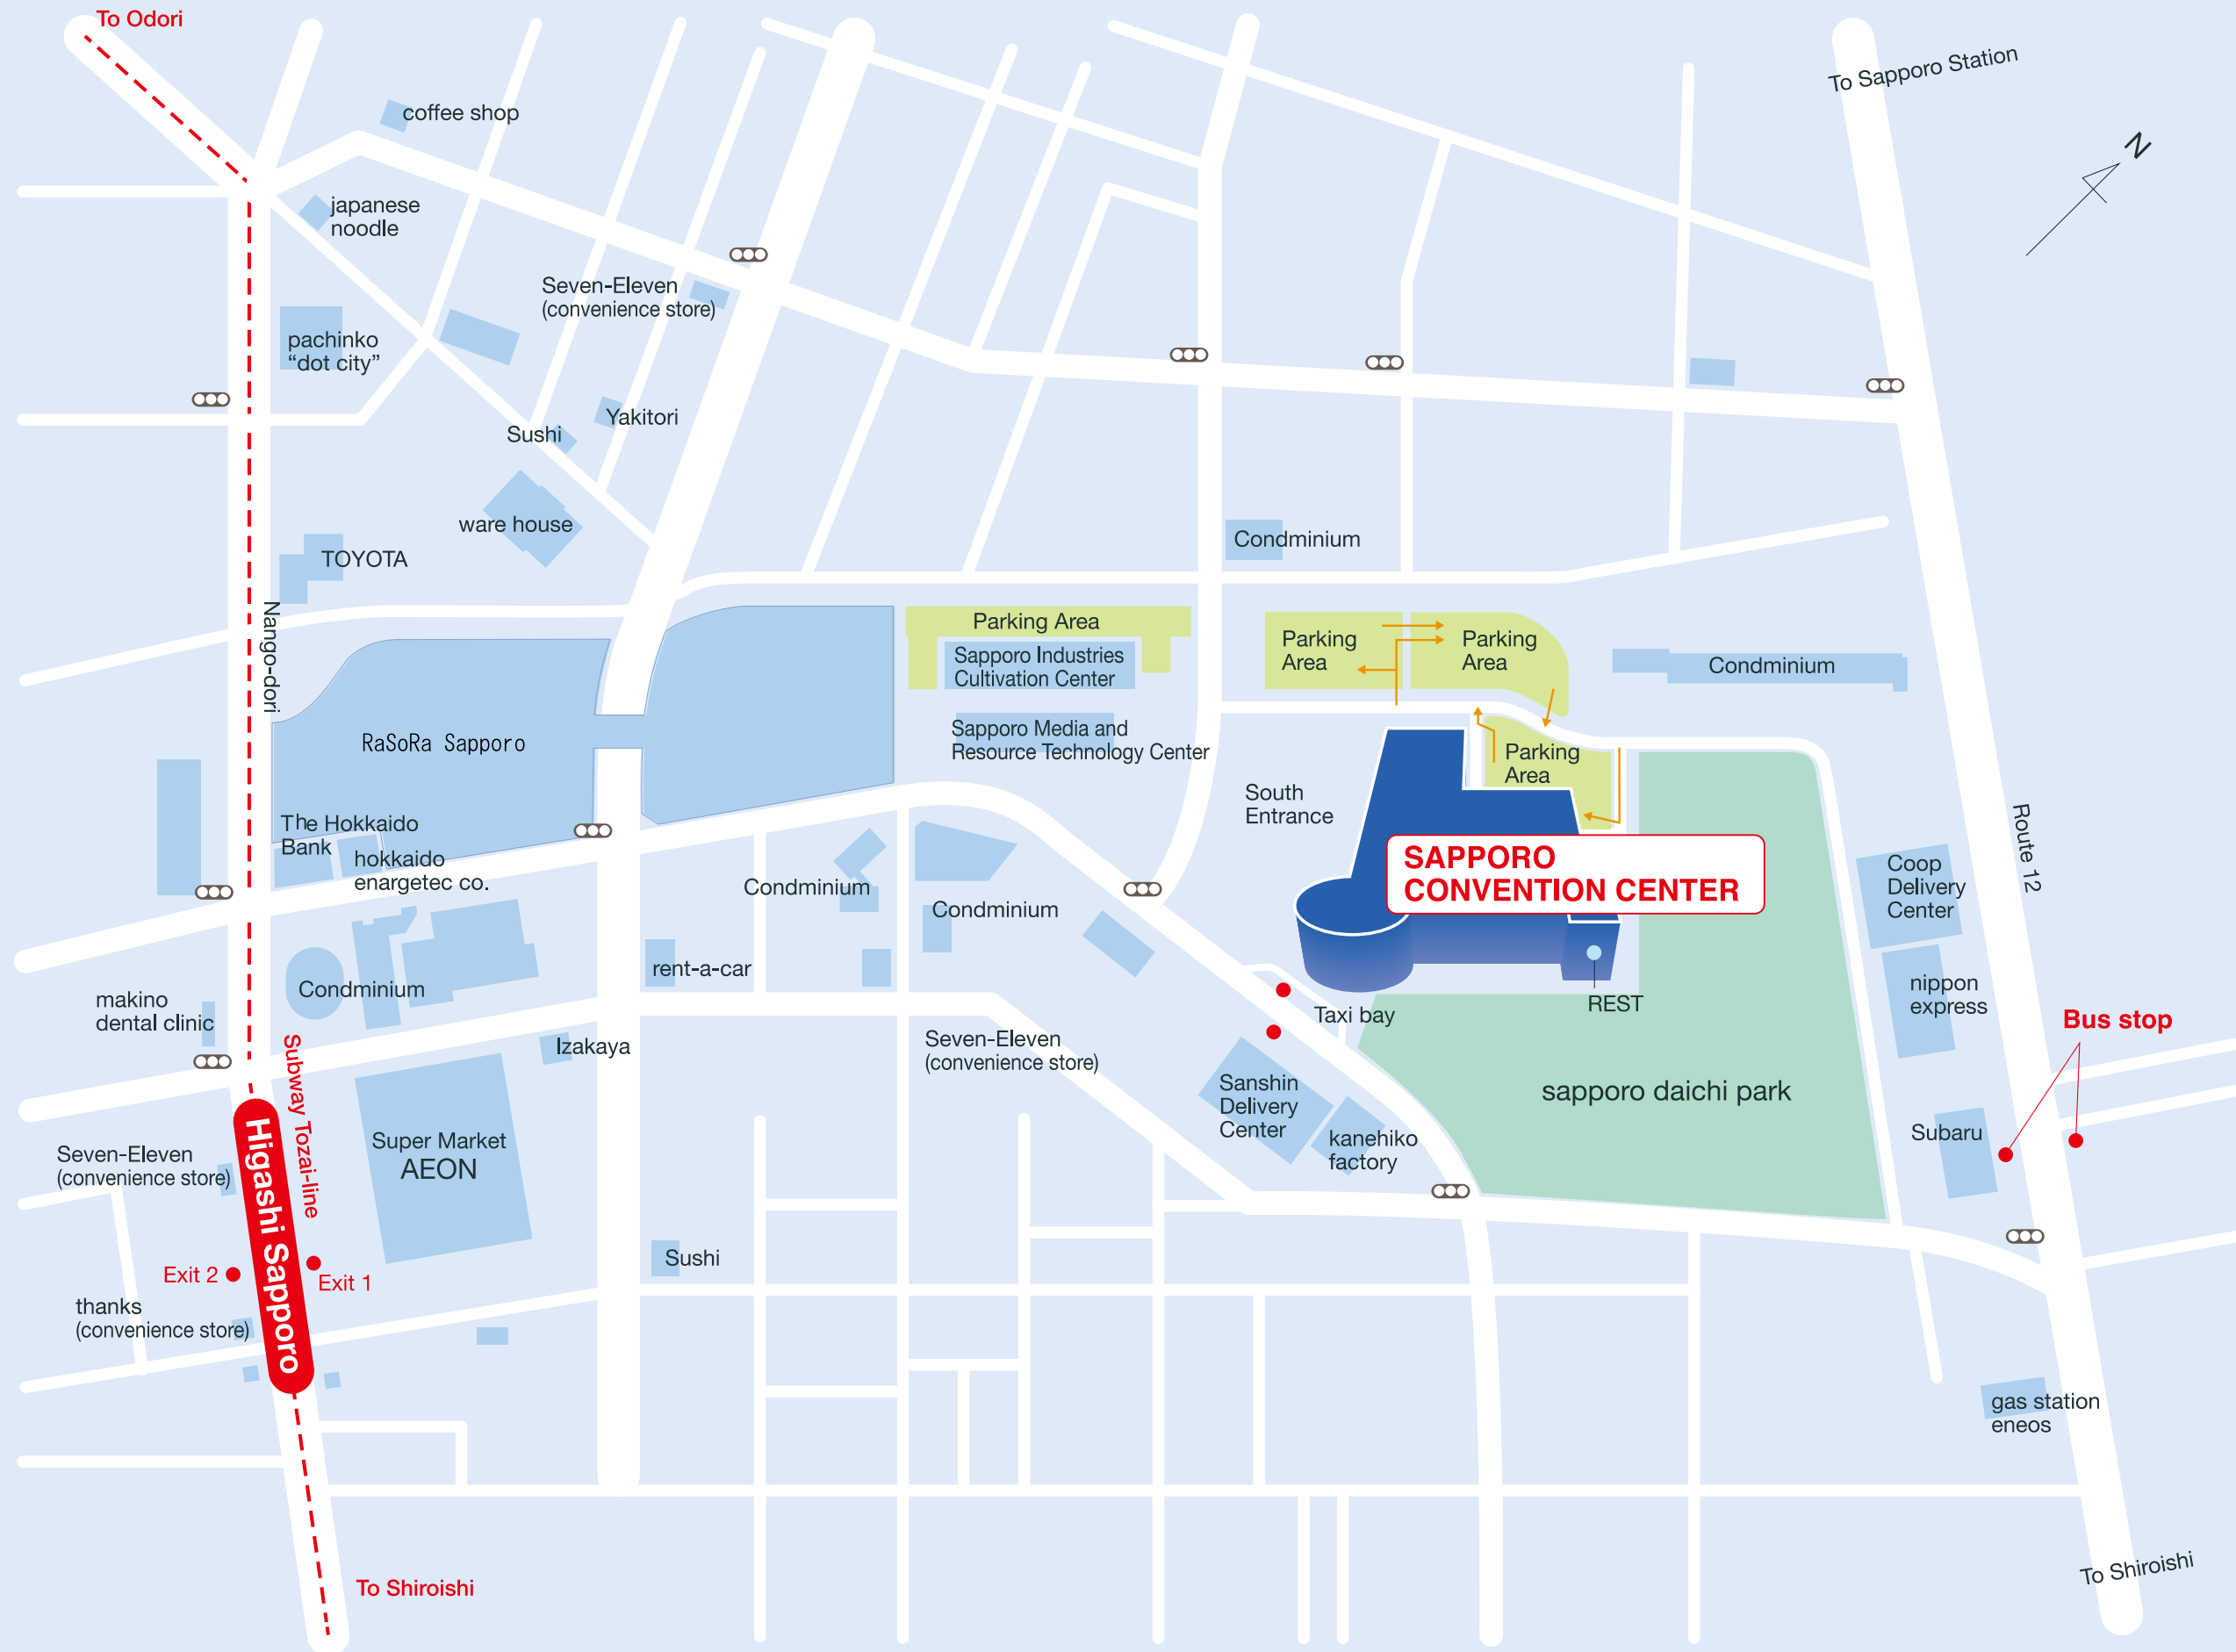 To Odori
To Sapporo Station
N
coffee shop
japanese
noodle
Seven-Eleven
(convenience store)
pachinko
“dot city”
Yakitori
Sushi
ware house
TOYOTA
Condminium
Nango-dori
Parking Area
Sapporo Industries
Cultivation Center
Parking
Area
Parking
Area
Condminium
RaSoRa Sapporo
Sapporo Media and
Resource Technology Center
Parking
Area
South
Entrance
The Hokkaido
Bank
hokkaido
enargetec co.
SAPPORO
CONVENTION CENTER
Route 12
Coop
Delivery
Center
Condminium
Condminium
rent-a-car
Condminium
makino
dental clinic
REST
Taxi bay
nippon
express
Bus stop
Izakaya
Seven-Eleven
(convenience store)
Subway Tozai-line
Sanshin
Delivery
Center
sapporo daichi park
kanehiko
factory
Subaru
Super Market
AEON
Seven-Eleven
(convenience store)
Higashi Sapporo
Exit 2
Exit 1
Sushi
thanks
(convenience store)
gas station
eneos
To Shiroishi
To Shiroishi